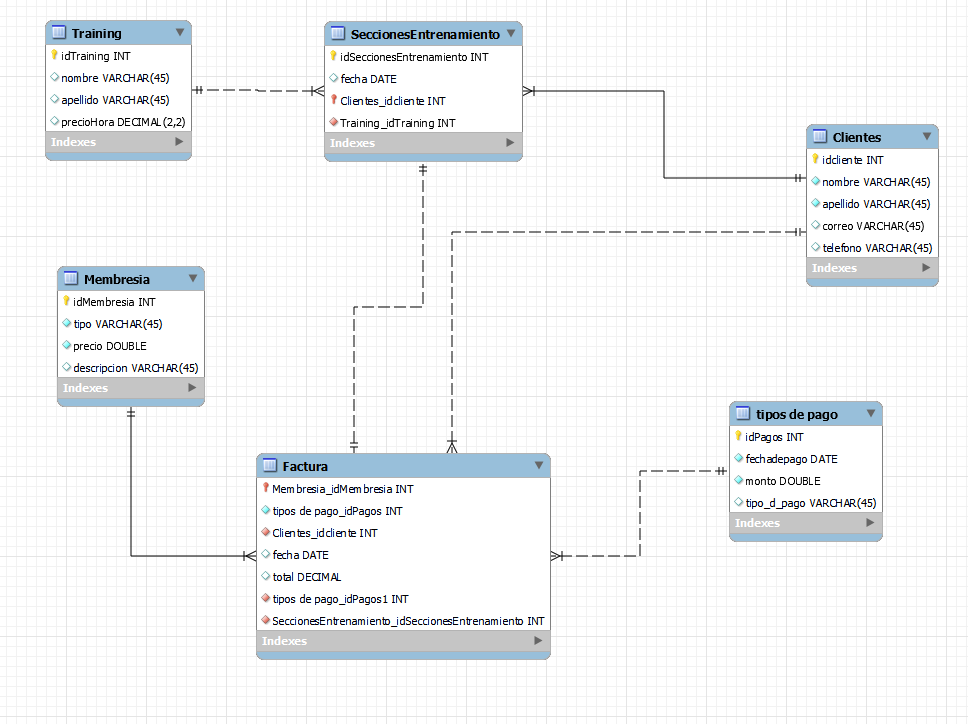 Training
idTraining INT
nombre VARCHAR(45)
apellido VARCHAR(45)
precioHora DECIMAL(2,2)
Indexes
SeccionesEntrenamiento
idSeccionesEntrenamiento INT
fecha DATE
Clientes_idcliente INT
Training_idTraining INT
Indexes
Clientes
idcliente INT
nombre VARCHAR(45)
apellido VARCHAR(45)
correo VARCHAR(45)
telefono VARCHAR(45)
Indexes
Membresia
idMembresia INT
tipo VARCHAR(45)
precio DOUBLE
descripcion VARCHAR(45)
Indexes
tipos de pago
idPagos INT
fechadepago DATE
monto DOUBLE
tipo_d_pago VARCHAR(45)
Indexes
Factura
Membresia_idMembresia INT
tipos de pago_idPagos INT
Clientes_idcliente INT
fecha DATE
total DECIMAL
tipos de pago_idPagos1 INT
SeccionesEntrenamiento_idSeccionesEntrenamiento INT
Indexes